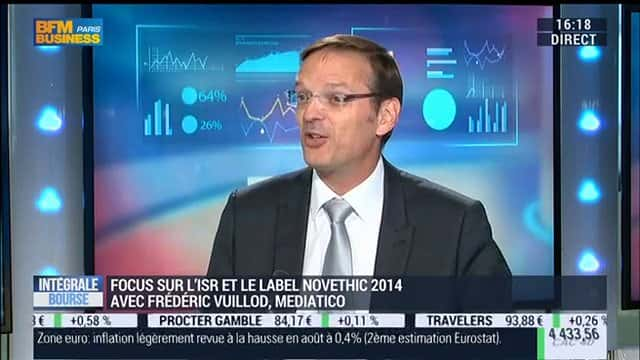 BFM PARIS
BUSINESS
16:18
DIRECT
64%
26%
INTÉGRALE
BOURSE
FOCUS SUR L'ISR ET LE LABEL NOVETHIC 2014
AVEC FRÉDÉRIC VUILLOD, MEDIATICO
+0,58 % PROCTER GAMBLE 84,17 € +0,11 % TRAVELERS 93,88 € +0,26 %
4 433,56
CAC 40
Zone euro: inflation légèrement revue à la hausse en août à 0,4% (2ème estimation Eurostat).